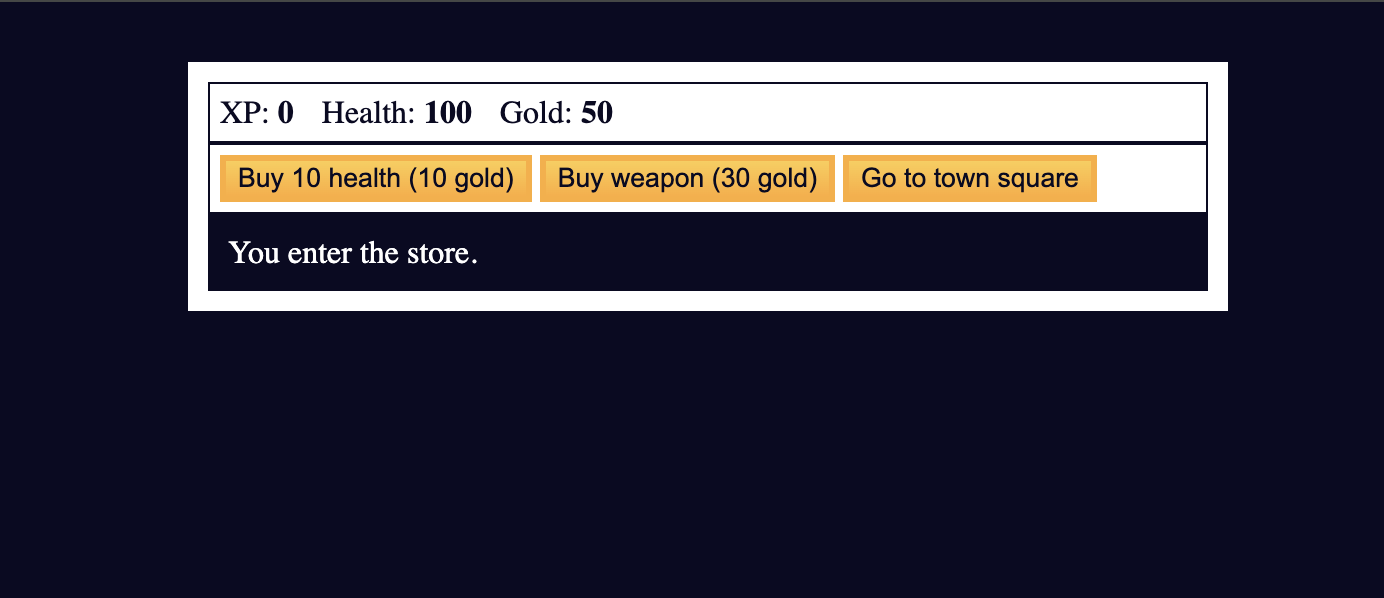 XP: 0 Health: 100 Gold: 50
Buy 10 health (10 gold) Buy weapon (30 gold) Go to town square
You enter the store.